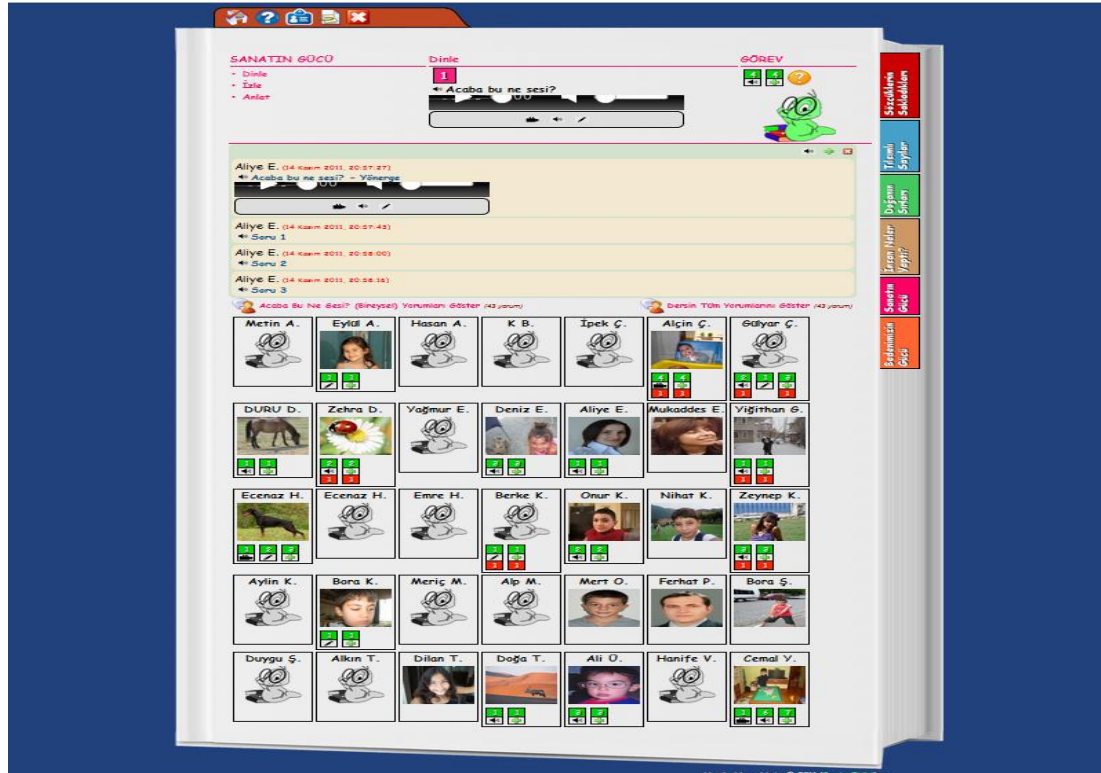 SANATIN GÜCÜ
Dinle
GÖREV
• Dinle
• İzle
• Anlat
1
Acaba bu ne sesi?
4 4
Sözcüklerin Sakladıkları
Tılsımlı Sayılar
Doğanın Sırları
İnsan Neler Yaptı?
Sanatın Gücü
Bedenimizin Gücü
Aliye E. (14 Kasım 2011, 20:57:27)
Acaba bu ne sesi? - Yönerge
Aliye E. (14 Kasım 2011, 20:57:43)
Soru 1
Aliye E. (14 Kasım 2011, 20:58:00)
Soru 2
Aliye E. (14 Kasım 2011, 20:58:16)
Soru 3
Acaba Bu Ne Sesi? (Bireysel) Yorumları Göster (43 yorum)
Dersin Tüm Yorumlarını Göster (43 yorum)
Metin A. Eylül A. Hasan A. K B. İpek Ç. Alçin Ç. Gülyar Ç.
DURU D. Zehra D. Yağmur E. Deniz E. Aliye E. Mukaddes E. Yiğithan G.
Ecenaz H. Ecenaz H. Emre H. Berke K. Onur K. Nihat K. Zeynep K.
Aylin K. Bora K. Meriç M. Alp M. Mert O. Ferhat P. Bora Ş.
Duygu Ş. Alkın T. Dilan T. Doğa T. Ali Ü. Hanife V. Cemal Y.